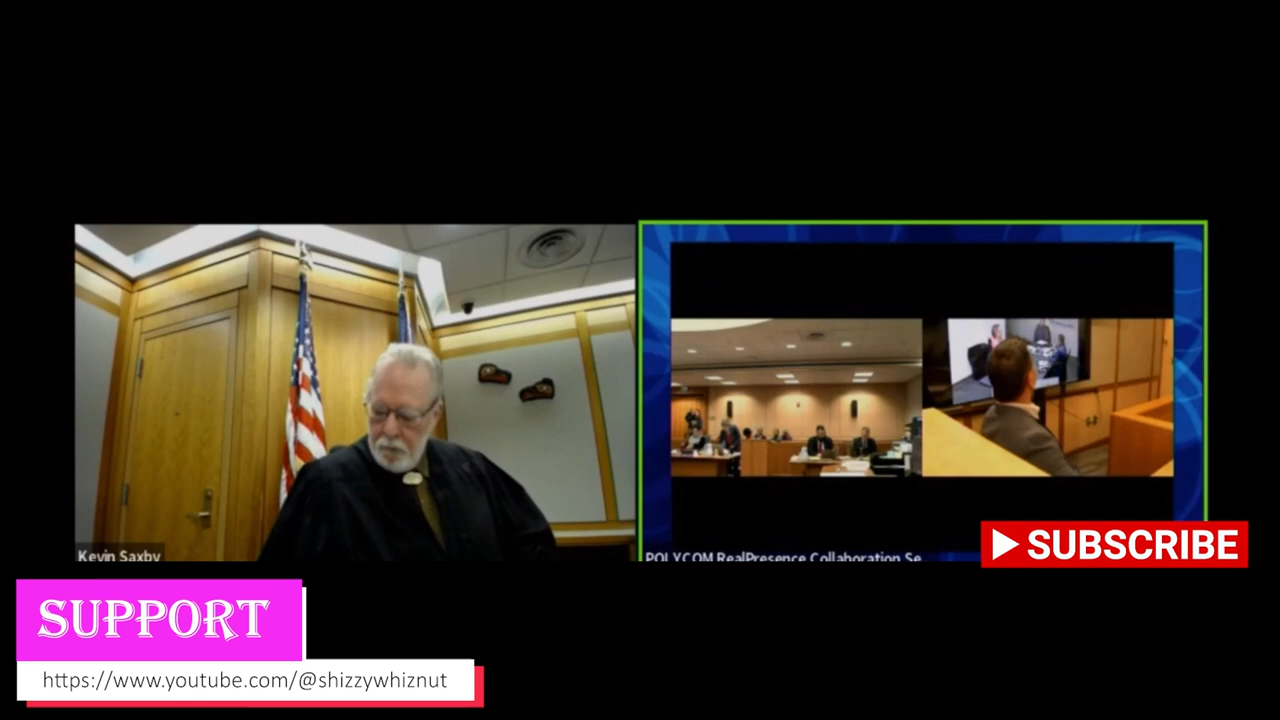 Kevin Saxby
POLYCOM RealPresence Collaboration Se
SUBSCRIBE
SUPPORT
https://www.youtube.com/@shizzywhiznut